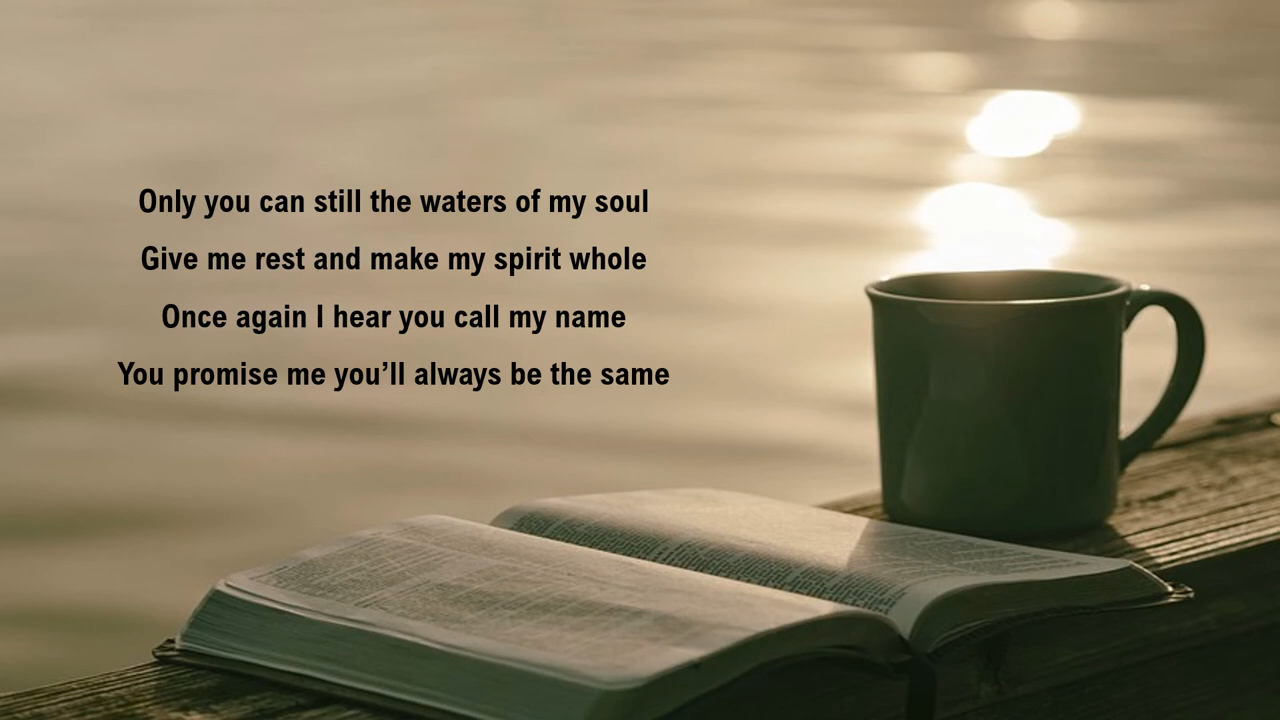 Only you can still the waters of my soul
Give me rest and make my spirit whole
Once again I hear you call my name
You promise me you’ll always be the same